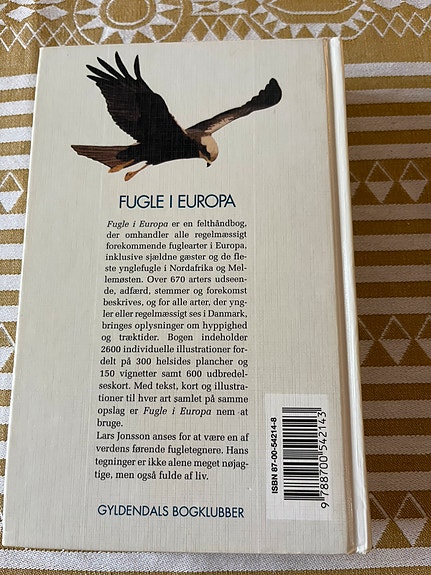 FUGLE I EUROPA
Fugle i Europa er en felthåndbog,
der omhandler alle regelmæssigt
forekommende fuglearter i Europa,
inklusive sjældne gæster og de fle-
ste ynglefugle i Nordafrika og Mel-
lemøsten. Over 670 arters udseen-
de, adfærd, stemmer og forekomst
beskrives, og for alle arter, der yng-
ler eller regelmæssigt ses i Danmark,
bringes oplysninger om hyppighed
og træktider. Bogen indeholder
2600 individuelle illustrationer for-
delt på 300 helsides plancher og
150 vignetter samt 600 udbredel-
seskort. Med tekst, kort og illustra-
tioner til hver art samlet på samme
opslag er Fugle i Europa nem at
bruge.
Lars Jonsson anses for at være en af
verdens førende fugletegnere. Hans
tegninger er ikke alene meget nøjag-
tige, men også fulde af liv.
GYLDENDALS BOGKLUBBER
ISBN 87-00-54214-8
9 788700 542143